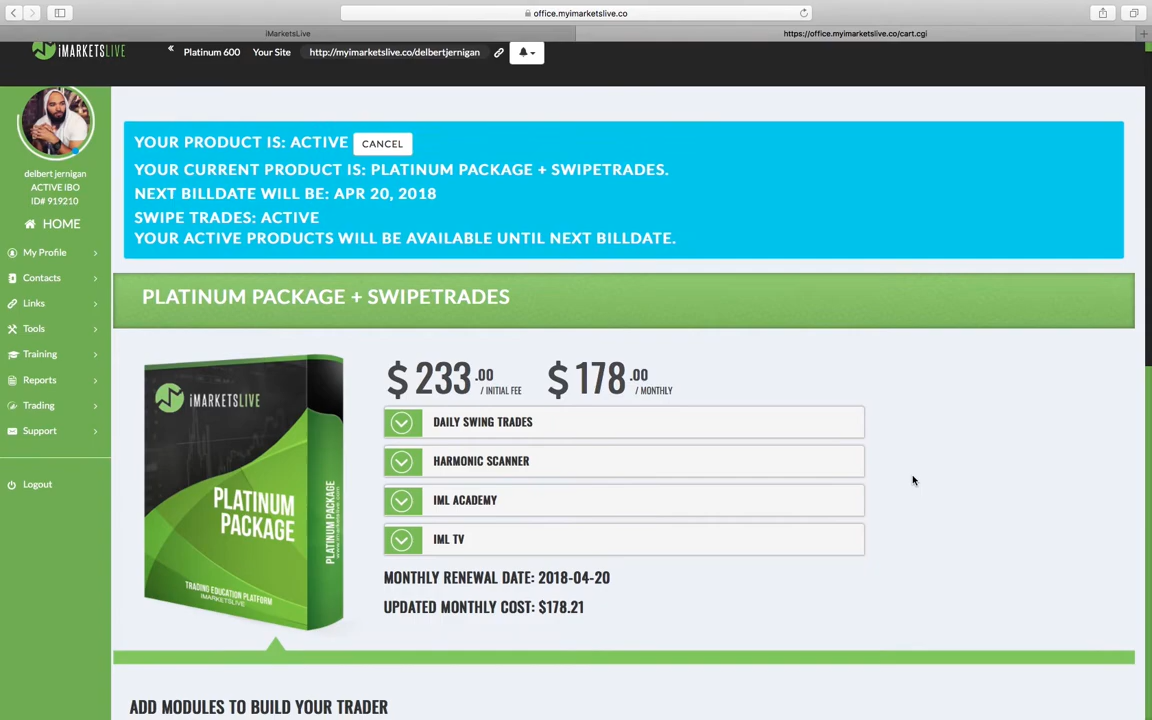 office.myimarketslive.co
iMarketsLive
https://office.myimarketslive.co/cart.cgi
iMARKETSLIVE
Platinum 600
Your Site
http://myimarketslive.co/delbertjernigan
delbert jernigan
ACTIVE IBO
ID# 919210
HOME
My Profile
Contacts
Links
Tools
Training
Reports
Trading
Support
Logout
YOUR PRODUCT IS: ACTIVE CANCEL
YOUR CURRENT PRODUCT IS: PLATINUM PACKAGE + SWIPETRADES.
NEXT BILLDATE WILL BE: APR 20, 2018
SWIPE TRADES: ACTIVE
YOUR ACTIVE PRODUCTS WILL BE AVAILABLE UNTIL NEXT BILLDATE.
PLATINUM PACKAGE + SWIPETRADES
iMARKETSLIVE
PLATINUM
PACKAGE
TRADING EDUCATION PLATFORM
IMARKETSLIVE
PLATINUM PACKAGE
www.imarketslive.com
$233.00 / INITIAL FEE
$178.00 / MONTHLY
DAILY SWING TRADES
HARMONIC SCANNER
IML ACADEMY
IML TV
MONTHLY RENEWAL DATE: 2018-04-20
UPDATED MONTHLY COST: $178.21
ADD MODULES TO BUILD YOUR TRADER